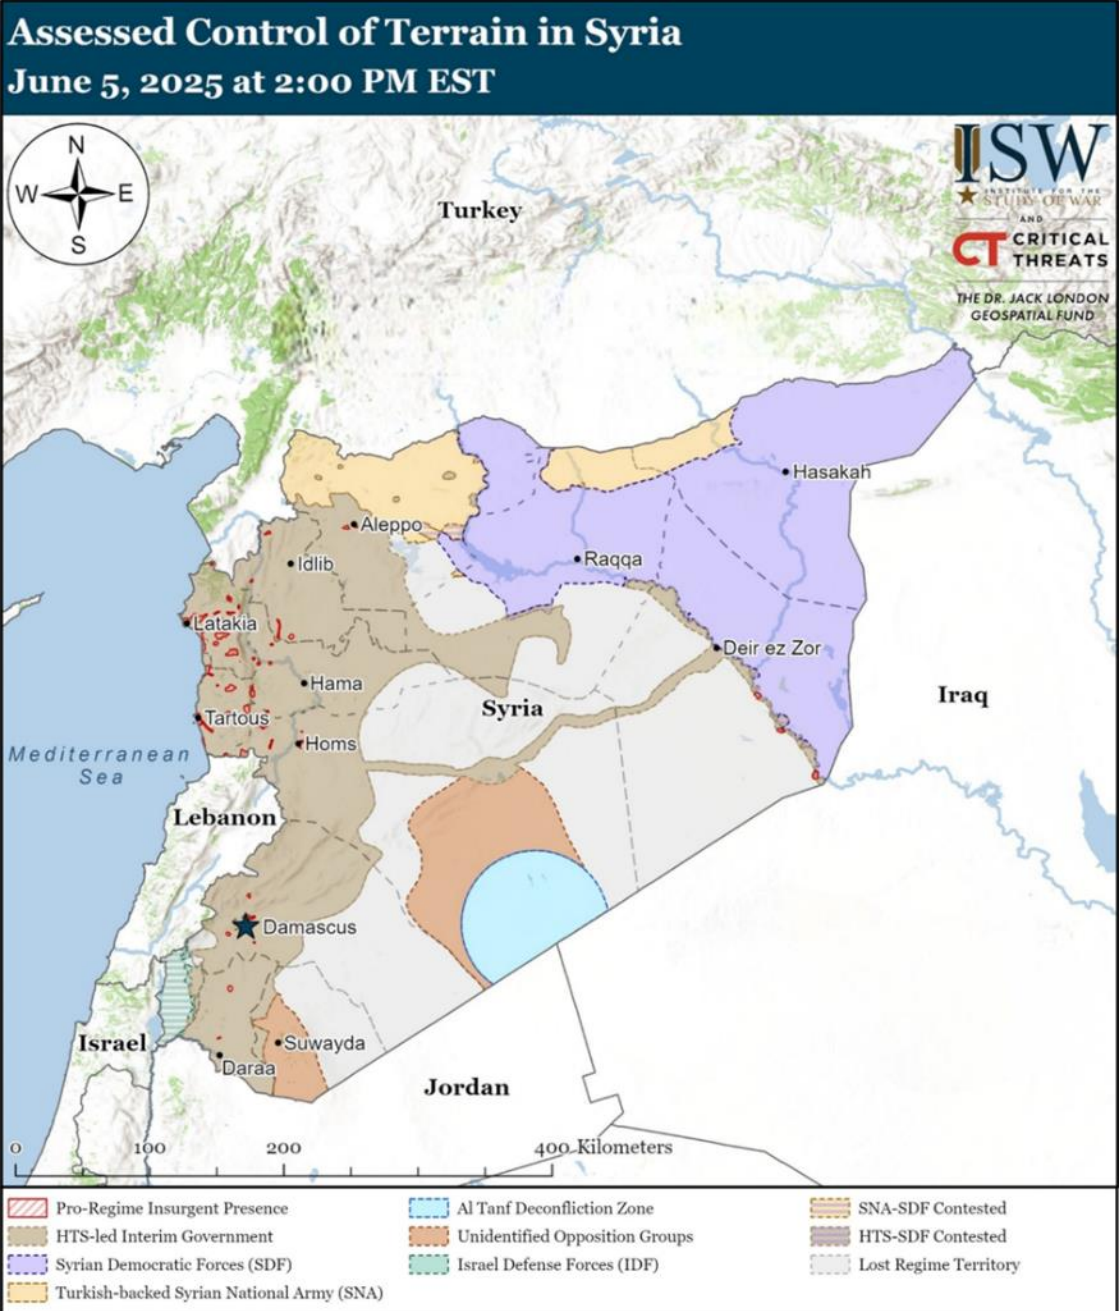 Assessed Control of Terrain in Syria
June 5, 2025 at 2:00 PM EST
N
W
E
S
ISW
INSTITUTE FOR THE
STUDY OF WAR
AND
CT CRITICAL
THREATS
THE DR. JACK LONDON
GEOSPATIAL FUND
Turkey
Hasakah
Aleppo
Idlib
Raqqa
Latakia
Deir ez Zor
Hama
Syria
Iraq
Tartous
Homs
Mediterranean
Sea
Lebanon
Damascus
Israel
Suwayda
Daraa
Jordan
0
100
200
400 Kilometers
Pro-Regime Insurgent Presence
HTS-led Interim Government
Syrian Democratic Forces (SDF)
Turkish-backed Syrian National Army (SNA)
Al Tanf Deconfliction Zone
Unidentified Opposition Groups
Israel Defense Forces (IDF)
SNA-SDF Contested
HTS-SDF Contested
Lost Regime Territory